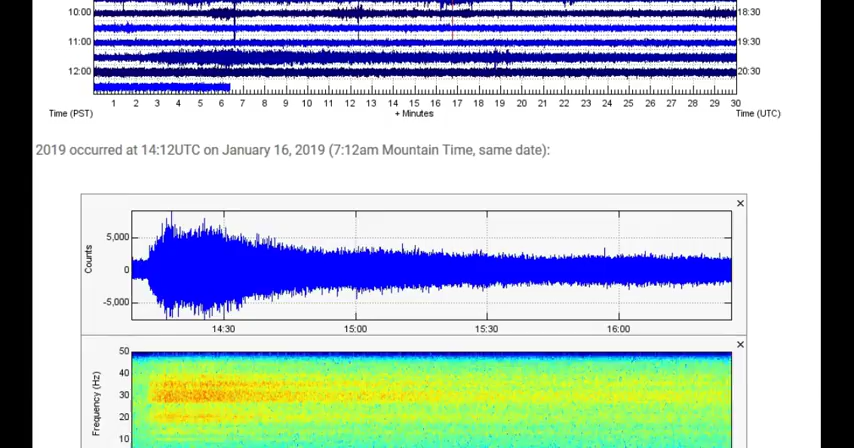 10:00 18:30
19:30
11:00
12:00 20:30
1 2 3 4 5 6 7 8 9 10 11 12 13 14 15 16 17 18 19 20 21 22 23 24 25 26 27 28 29 30
Time (PST) + Minutes Time (UTC)
2019 occurred at 14:12UTC on January 16, 2019 (7:12am Mountain Time, same date):
×
5,000
Counts
0
-5,000
14:30 15:00 15:30 16:00
×
50
40
Frequency (Hz)
30
20
10